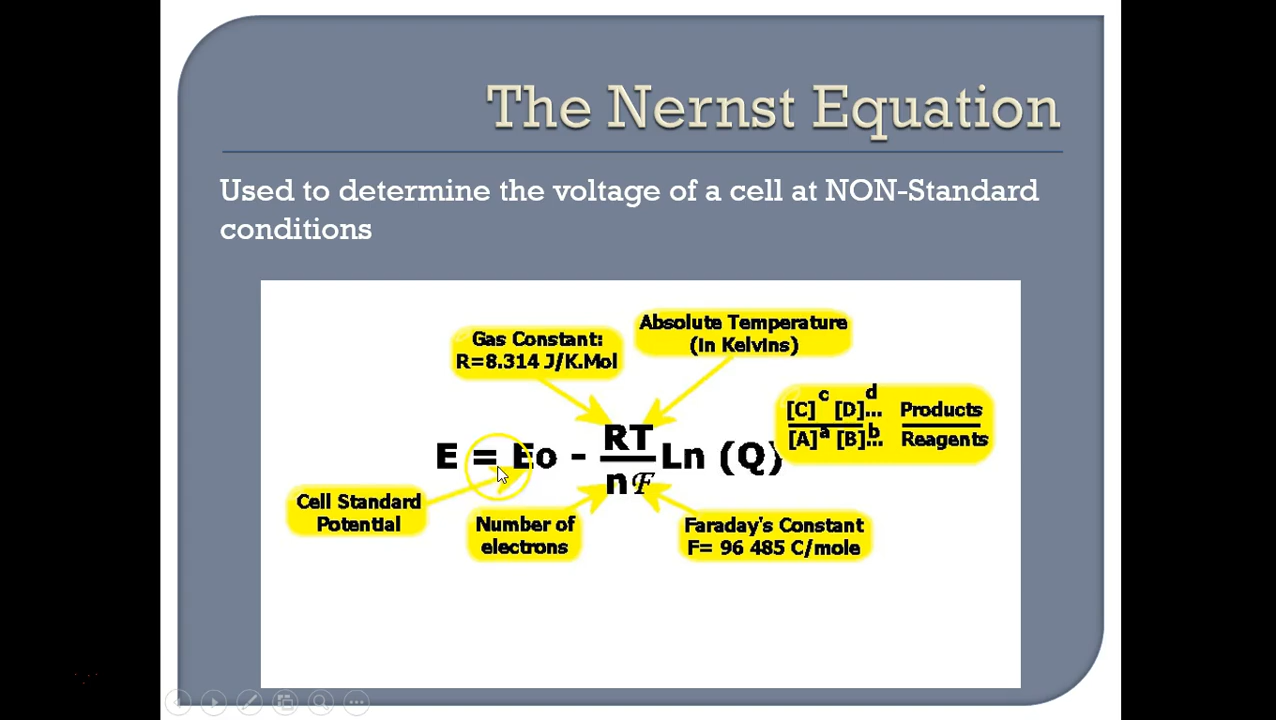 The Nernst Equation
Used to determine the voltage of a cell at NON-Standard
conditions
Gas Constant:
R=8.314 J/K.Mol
Absolute Temperature
(in Kelvins)
[C]^c [D]^d... Products
[A]^a [B]^b... Reagents
E = Eo - RT/nℱ Ln (Q)
Cell Standard
Potential
Number of
electrons
Faraday's Constant
F= 96 485 C/mole